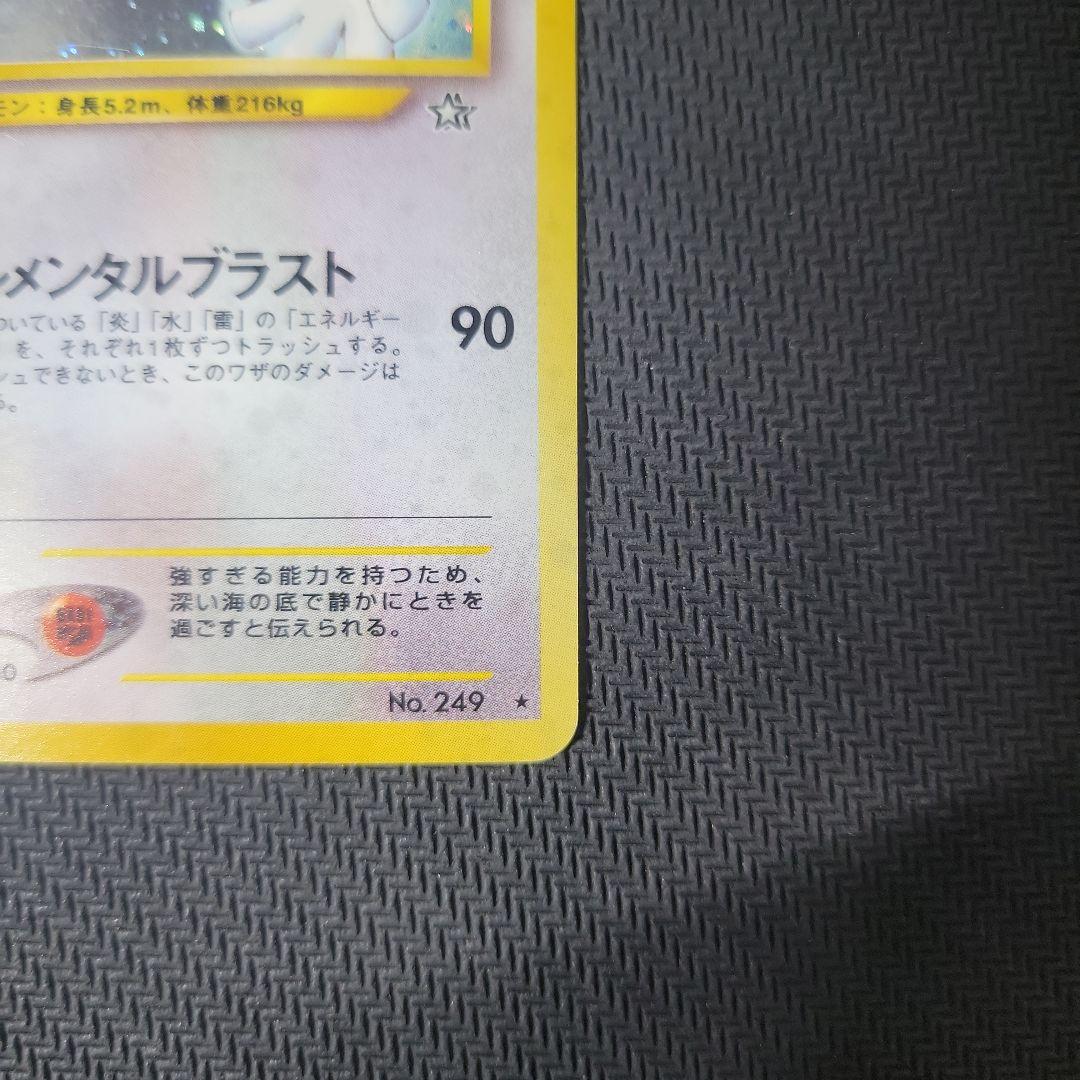 モン：身長5.2m、体重216kg
ルメンタルブラスト
ついている「炎」「水」「雷」の「エネルギー
を、それぞれ1枚ずつトラッシュする。
シュできないとき、このワザのダメージは
る。
90
強すぎる能力を持つため、
深い海の底で静かにときを
過ごすと伝えられる。
No. 249 ★